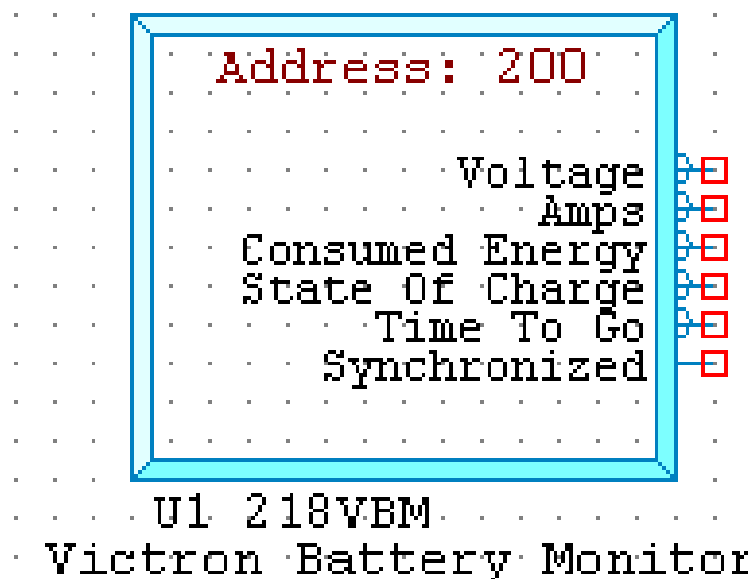 Address: 200
Voltage
Amps
Consumed Energy
State Of Charge
Time To Go
Synchronized
U1 218VBM
Victron Battery Monitor